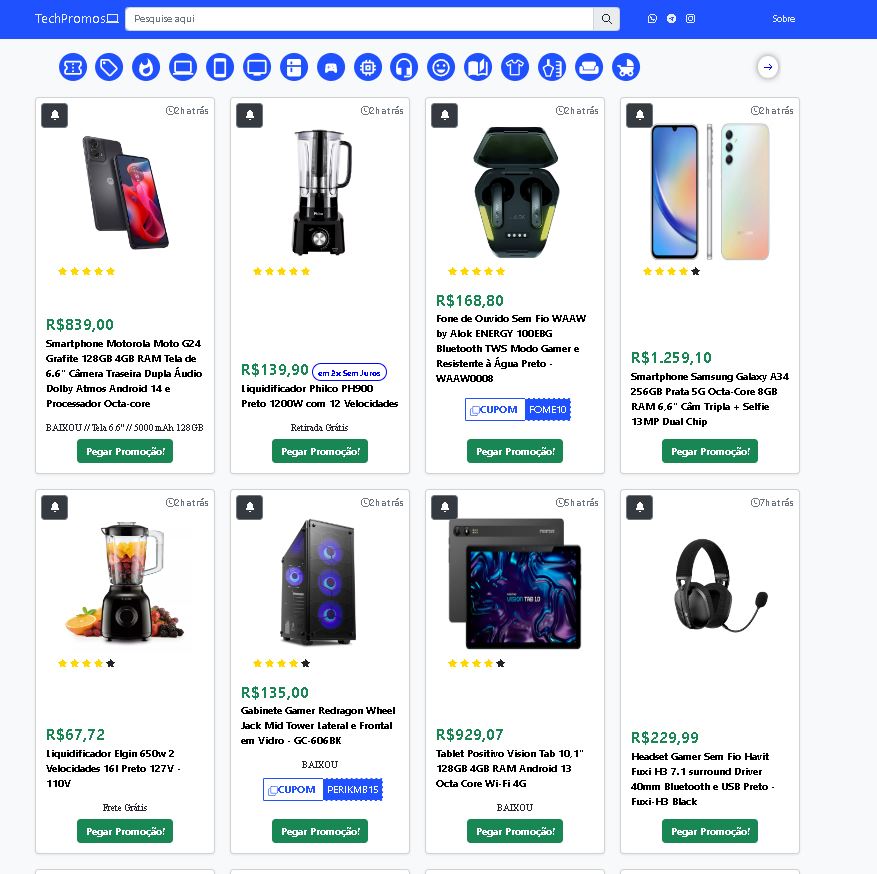 TechPromos
Pesquise aqui
Sobre
2h atrás
R$839,00
Smartphone Motorola Moto G24
Grafite 128GB 4GB RAM Tela de
6.6" Câmera Traseira Dupla Áudio
Dolby Atmos Android 14 e
Processador Octa-core
BAIXOU // Tela 6.6" // 5000 mAh 128GB
Pegar Promoção!
2h atrás
R$139,90 em 2x Sem Juros
Liquidificador Philco PH900
Preto 1200W com 12 Velocidades
Retirada Grátis
Pegar Promoção!
2h atrás
R$168,80
Fone de Ouvido Sem Fio WAAW
by Alok ENERGY 100EBG
Bluetooth TWS Modo Gamer e
Resistente à Água Preto -
WAAW0008
CUPOM FOME10
Pegar Promoção!
2h atrás
R$1.259,10
Smartphone Samsung Galaxy A34
256GB Prata 5G Octa-Core 8GB
RAM 6,6" Câm Tripla + Selfie
13MP Dual Chip
Pegar Promoção!
2h atrás
R$67,72
Liquidificador Elgin 650w 2
Velocidades 16l Preto 127V -
110V
Frete Grátis
Pegar Promoção!
2h atrás
R$135,00
Gabinete Gamer Redragon Wheel
Jack Mid Tower Lateral e Frontal
em Vidro - GC-606BK
BAIXOU
CUPOM PERIKMB15
Pegar Promoção!
5h atrás
VISION TAB 10
R$929,07
Tablet Positivo Vision Tab 10,1"
128GB 4GB RAM Android 13
Octa Core Wi-Fi 4G
BAIXOU
Pegar Promoção!
7h atrás
R$229,99
Headset Gamer Sem Fio Havit
Fuxi H3 7.1 surround Driver
40mm Bluetooth e USB Preto -
Fuxi-H3 Black
Pegar Promoção!